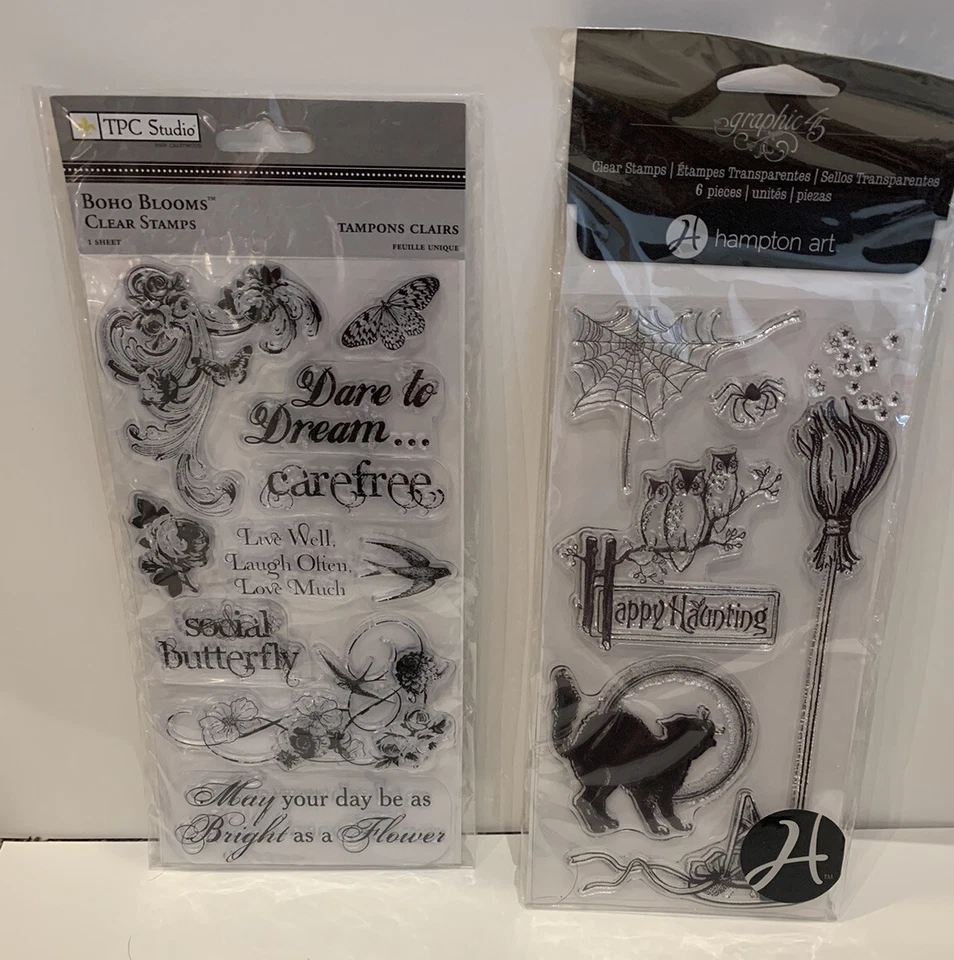 TPC Studio
BOHO BLOOMS™
CLEAR STAMPS
1 SHEET
TAMPONS CLAIRS
FEUILLE UNIQUE
Dare to
Dream...
carefree
Live Well,
Laugh Often,
Love Much
social
butterfly
May your day be as
Bright as a Flower
graphic 45
Clear Stamps | Étampes Transparentes | Sellos Transparentes
6 pieces | unités | piezas
H hampton art
Happy Haunting
H™